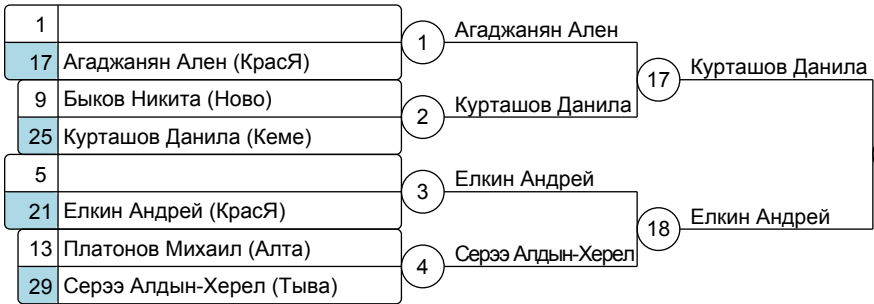 1
17 Агаджанян Ален (КрасЯ)
9 Быков Никита (Ново)
25 Курташов Данила (Кеме)
5
21 Елкин Андрей (КрасЯ)
13 Платонов Михаил (Алта)
29 Серээ Алдын-Херел (Тыва)
1 Агаджанян Ален
2 Курташов Данила
3 Елкин Андрей
4 Серээ Алдын-Херел
17 Курташов Данила
18 Елкин Андрей